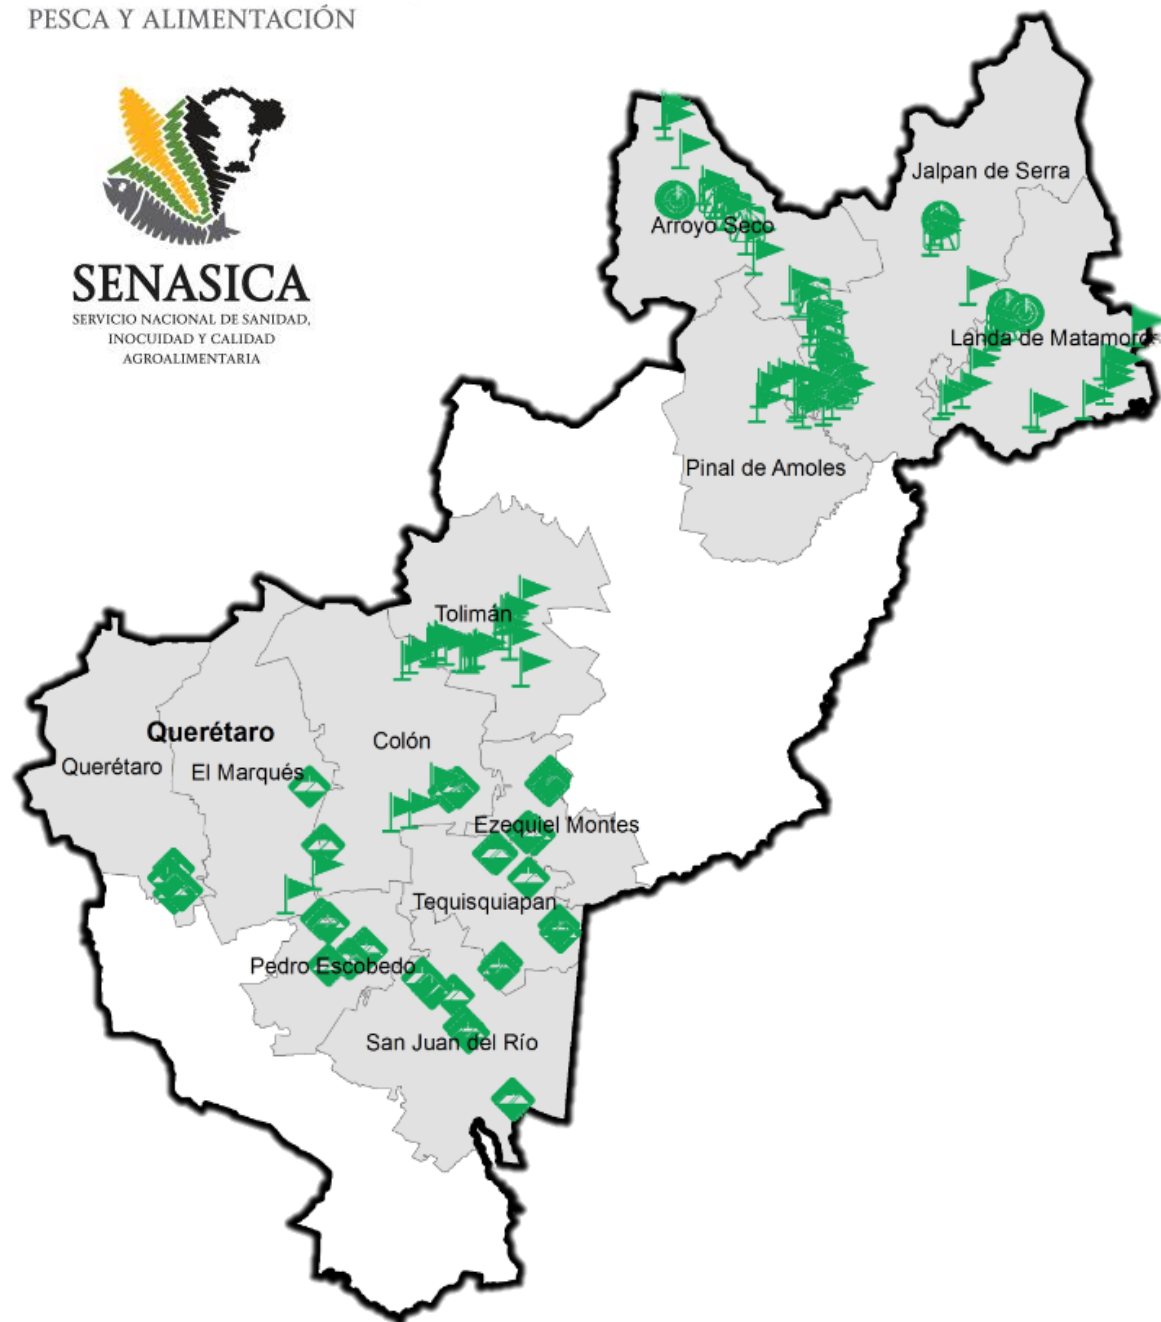 PESCA Y ALIMENTACIÓN
SENASICA
SERVICIO NACIONAL DE SANIDAD,
INOCUIDAD Y CALIDAD
AGROALIMENTARIA
Jalpan de Serra
Arroyo Seco
Landa de Matamoros
Pinal de Amoles
Tolimán
Querétaro
Colón
Querétaro
El Marqués
Ezequiel Montes
Tequisquiapan
Pedro Escobedo
San Juan del Río